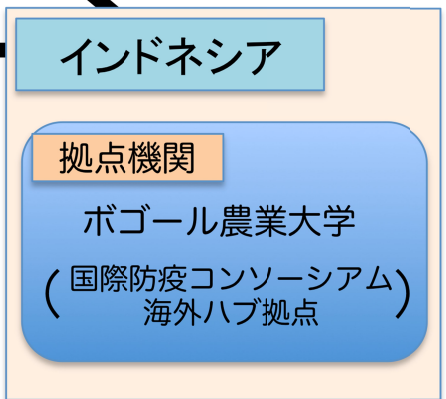 インドネシア
拠点機関
ボゴール農業大学
(国際防疫コンソーシアム
海外ハブ拠点)